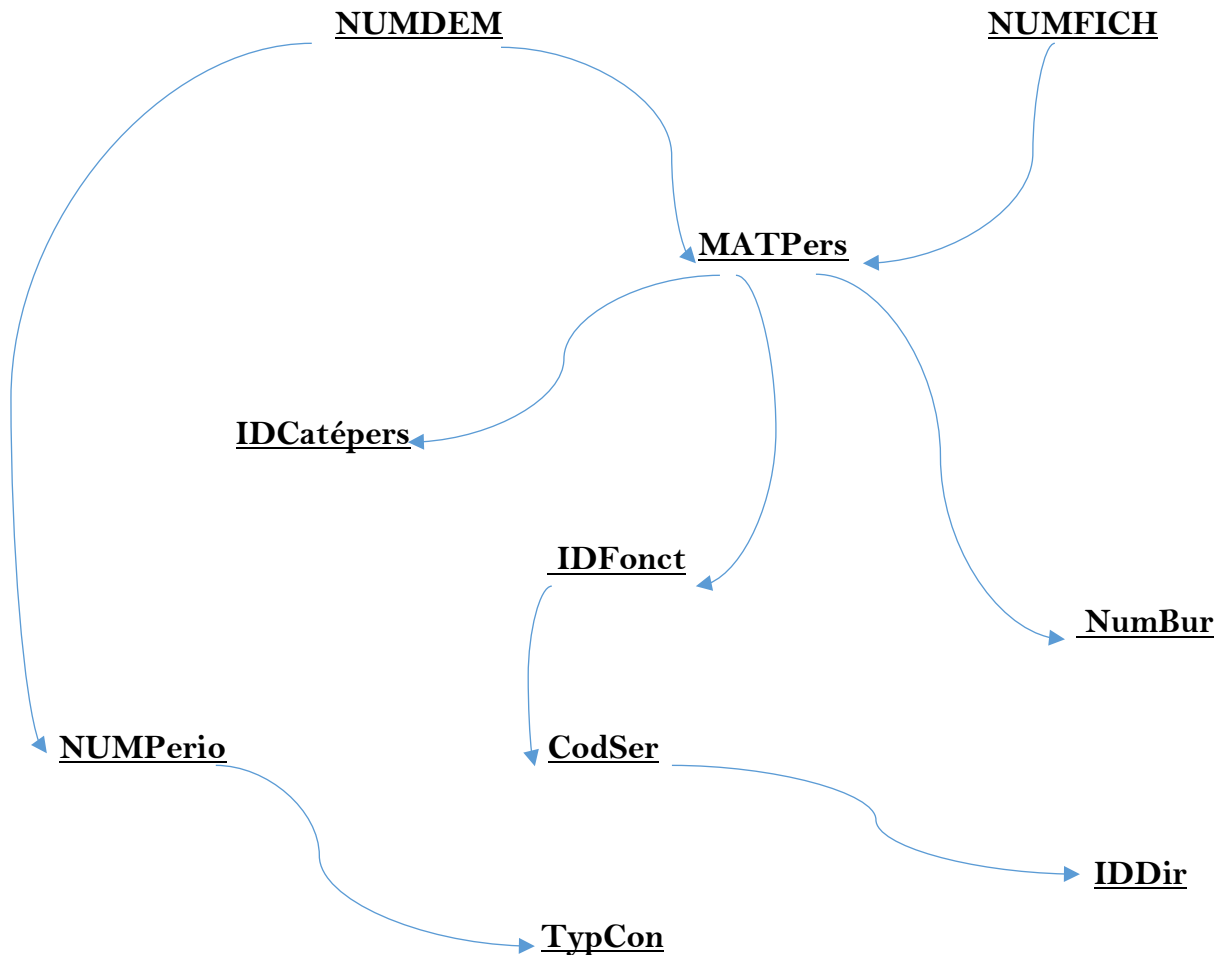 NUMDEM
NUMFICH
MATPers
IDCatépers
IDFonct
NumBur
NUMPerio
CodSer
IDDir
TypCon